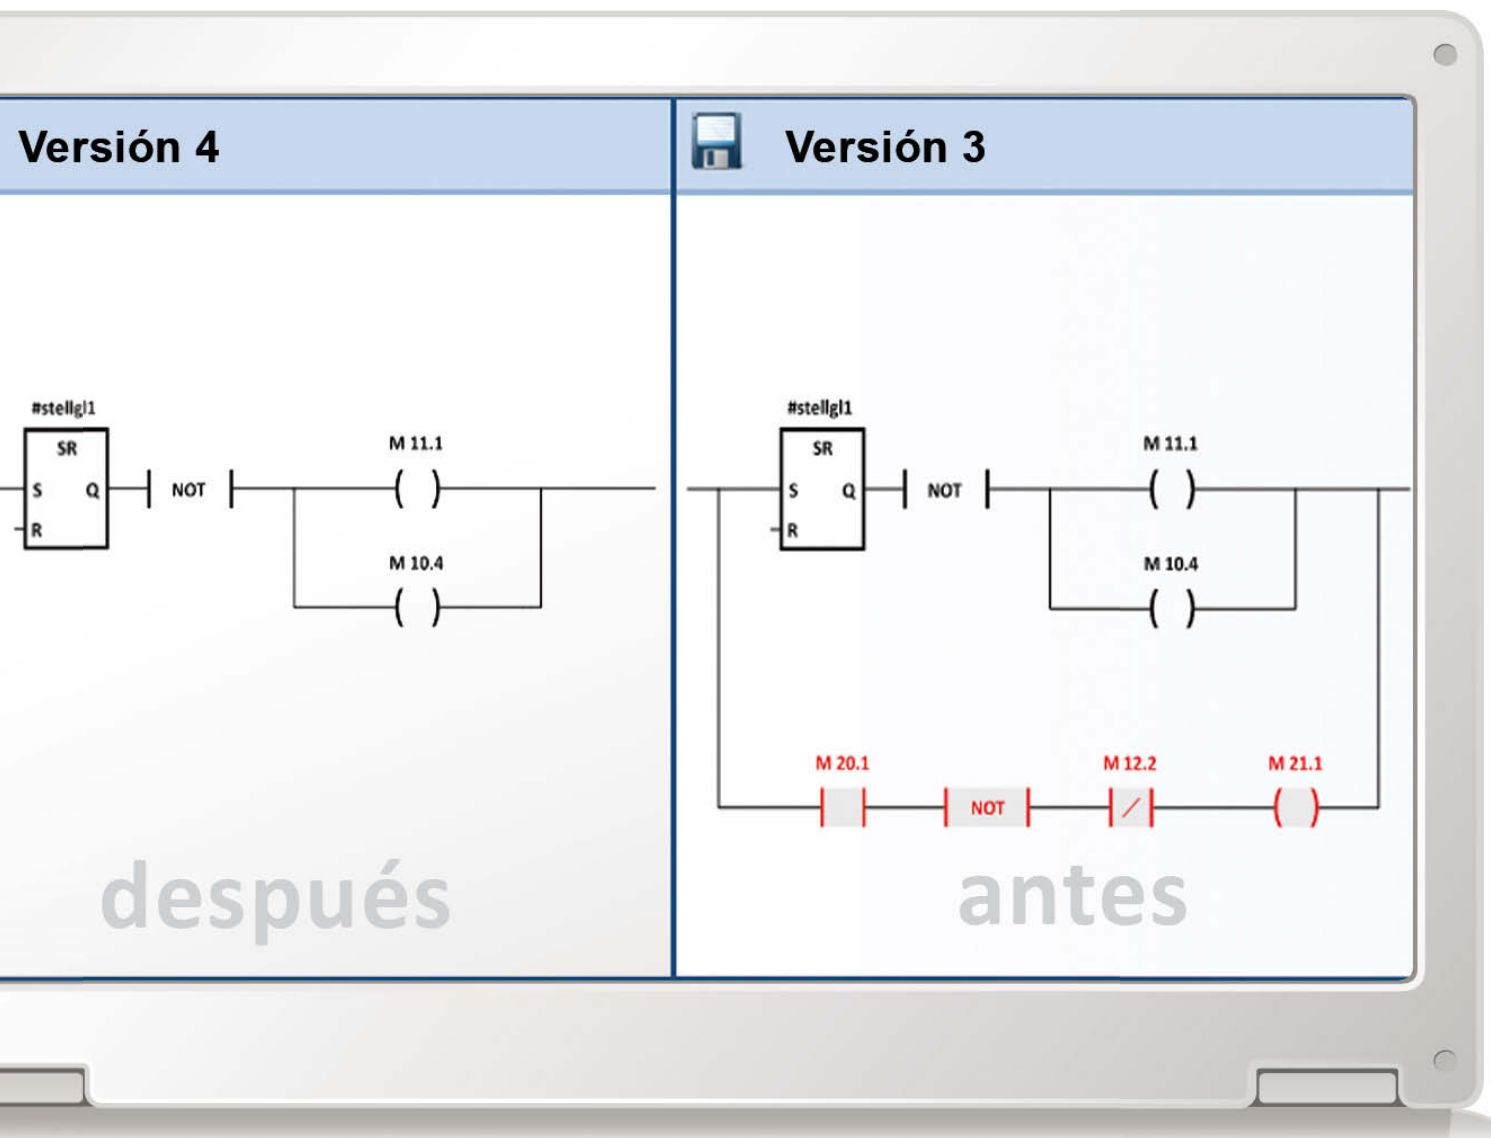 Versión 4
#stellgl1
SR
S Q
R
NOT
M 11.1
( )
M 10.4
( )
después
Versión 3
#stellgl1
SR
S Q
R
NOT
M 11.1
( )
M 10.4
( )
M 20.1
NOT
M 12.2
/
M 21.1
( )
antes